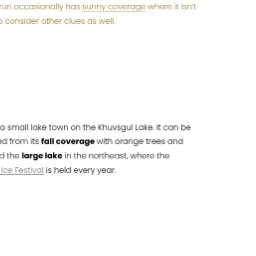 run occasionally has sunny coverage where it isn't
o consider other clues as well.
a small lake town on the Khuvsgul Lake. It can be
ed from its fall coverage with orange trees and
d the large lake in the northeast, where the
Ice Festival is held every year.